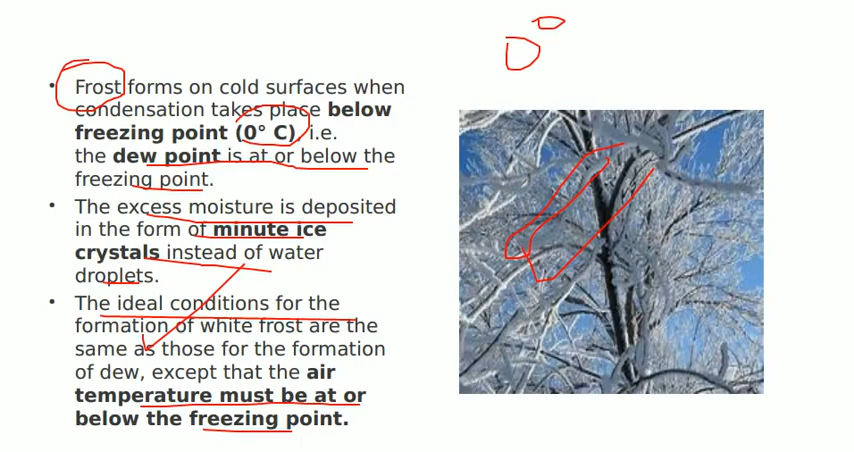 0°
• Frost forms on cold surfaces when
condensation takes place below
freezing point (0° C), i.e.
the dew point is at or below the
freezing point.
• The excess moisture is deposited
in the form of minute ice
crystals instead of water
droplets.
• The ideal conditions for the
formation of white frost are the
same as those for the formation
of dew, except that the air
temperature must be at or
below the freezing point.